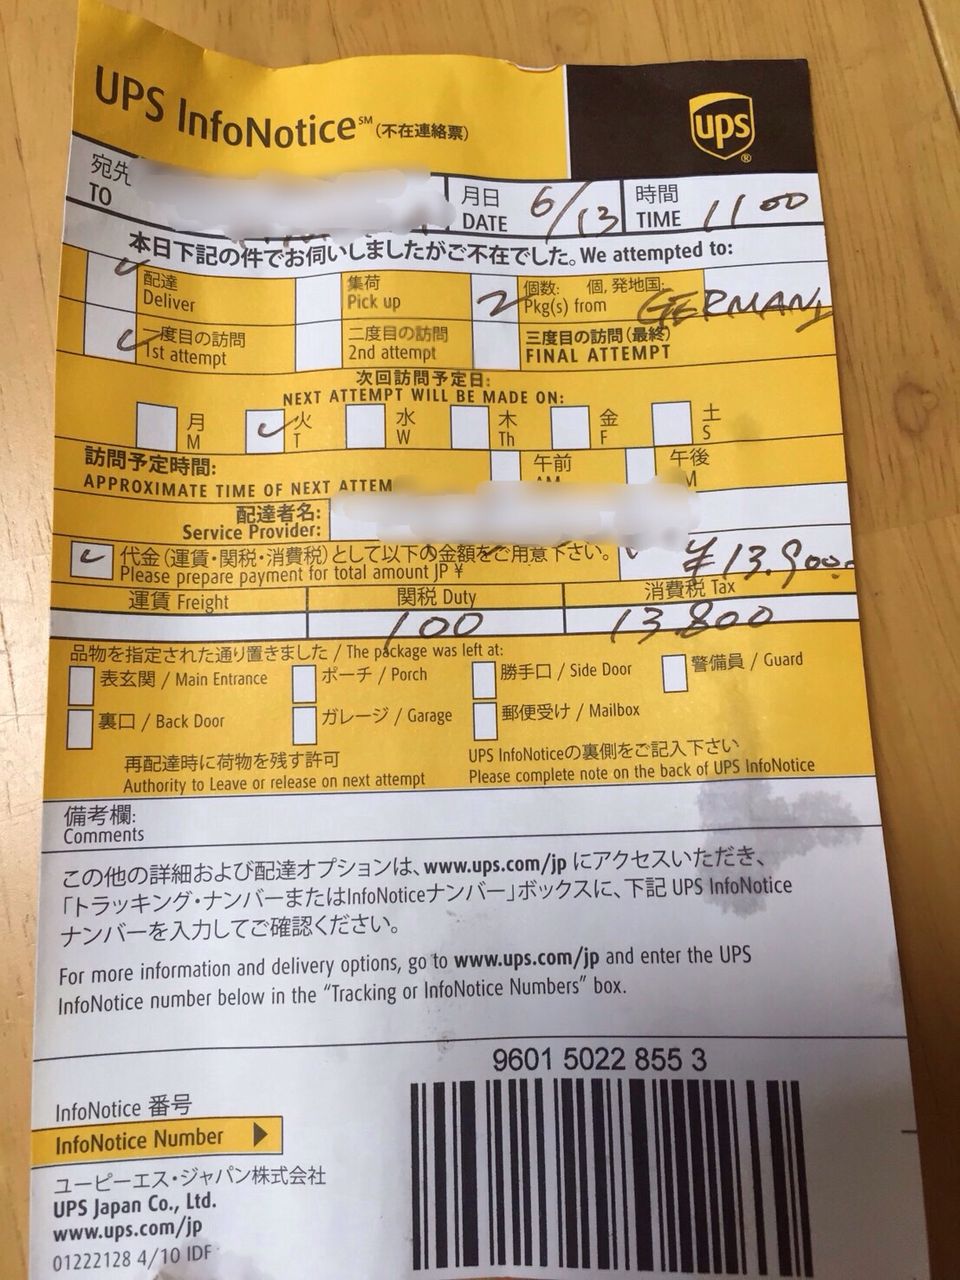 UPS InfoNotice℠(不在連絡票)
ups ®
宛先
TO
月日
DATE 6/13
時間
TIME 1100
本日下記の件でお伺いしましたがご不在でした。We attempted to:
✓ 配達
Deliver
集荷
Pick up
2 個数: 個, 発地国:
Pkg(s) from GERMANY
✓ 一度目の訪問
1st attempt
二度目の訪問
2nd attempt
三度目の訪問(最終)
FINAL ATTEMPT
次回訪問予定日:
NEXT ATTEMPT WILL BE MADE ON:
月
M
✓ 火
T
水
W
木
Th
金
F
土
S
訪問予定時間:
APPROXIMATE TIME OF NEXT ATTEM
午前
AM
午後
M
配達者名:
Service Provider:
✓ 代金(運賃・関税・消費税)として以下の金額をご用意下さい。
Please prepare payment for total amount JP ¥
¥13.900.-
運賃 Freight
関税 Duty
消費税 Tax
100
13.800
品物を指定された通り置きました / The package was left at:
表玄関 / Main Entrance
ポーチ / Porch
勝手口 / Side Door
警備員 / Guard
裏口 / Back Door
ガレージ / Garage
郵便受け / Mailbox
再配達時に荷物を残す許可
Authority to Leave or release on next attempt
UPS InfoNoticeの裏側をご記入下さい
Please complete note on the back of UPS InfoNotice
備考欄:
Comments
この他の詳細および配達オプションは、www.ups.com/jp にアクセスいただき、
「トラッキング・ナンバーまたはInfoNoticeナンバー」ボックスに、下記 UPS InfoNotice
ナンバーを入力してご確認ください。
For more information and delivery options, go to www.ups.com/jp and enter the UPS
InfoNotice number below in the “Tracking or InfoNotice Numbers” box.
9601 5022 855 3
InfoNotice 番号
InfoNotice Number
ユーピーエス・ジャパン株式会社
UPS Japan Co., Ltd.
www.ups.com/jp
01222128 4/10 IDF